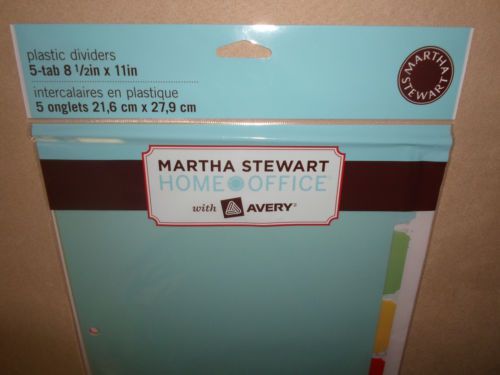 plastic dividers
5-tab 8 1/2in x 11in
intercalaires en plastique
5 onglets 21,6 cm x 27,9 cm
MARTHA STEWART
MARTHA STEWART
HOME OFFICE™
with AVERY®